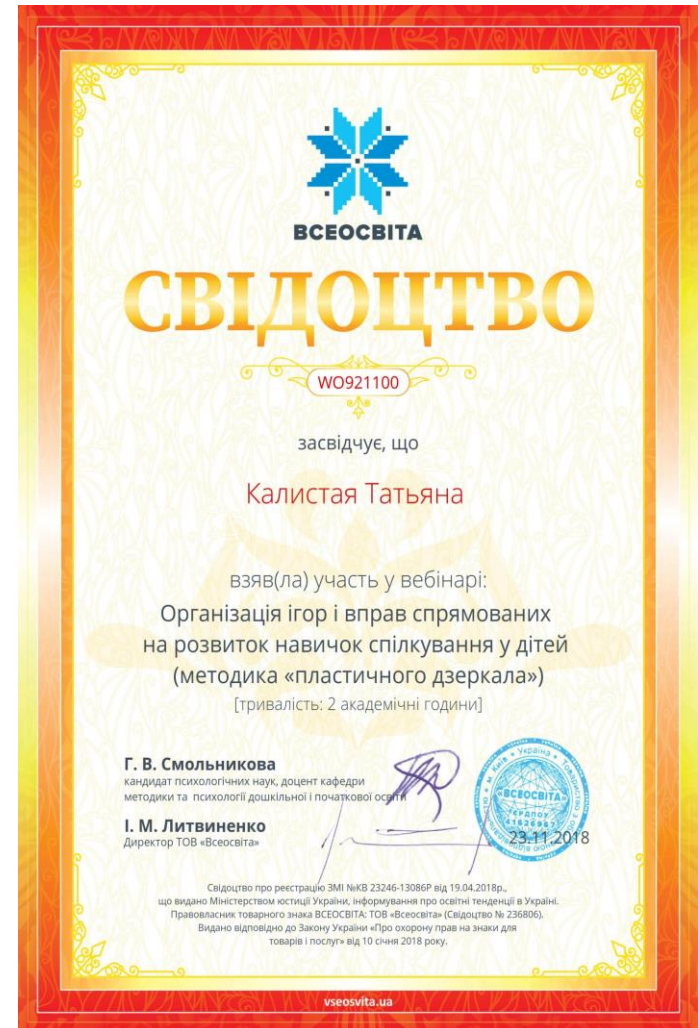 ВСЕОСВІТА
СВІДОЦТВО
WO921100
засвідчує, що
Калистая Татьяна
взяв(ла) участь у вебінарі:
Організація ігор і вправ спрямованих
на розвиток навичок спілкування у дітей
(методика «пластичного дзеркала»)
[тривалість: 2 академічні години]
Г. В. Смольникова
кандидат психологічних наук, доцент кафедри
методики та психології дошкільної і початкової освіти
І. М. Литвиненко
Директор ТОВ «Всеосвіта»
Україна
м. Київ
Товариство з
ВСЕОСВІТА
ЄРДПОУ
23.11.2018
Свідоцтво про реєстрацію ЗМІ №КВ 23246-13086Р від 19.04.2018р.,
що видано Міністерством юстиції України, інформування про освітні тенденції в Україні.
Правовласник товарного знака ВСЕОСВІТА: ТОВ «Всеосвіта» (Свідоцтво № 236806).
Видано відповідно до Закону України «Про охорону прав на знаки для
товарів і послуг» від 10 січня 2018 року.
vseosvita.ua